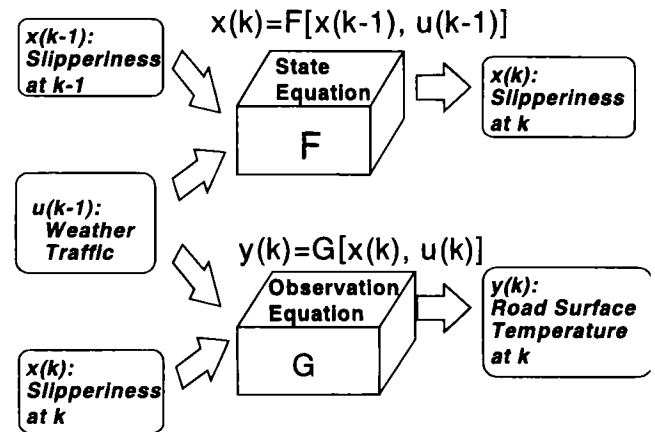 x(k)=F[x(k-1), u(k-1)]
x(k-1):
Slipperiness
at k-1
State
Equation
F
x(k):
Slipperiness
at k
u(k-1):
Weather
Traffic
y(k)=G[x(k), u(k)]
Observation
Equation
G
y(k):
Road Surface
Temperature
at k
x(k):
Slipperiness
at k